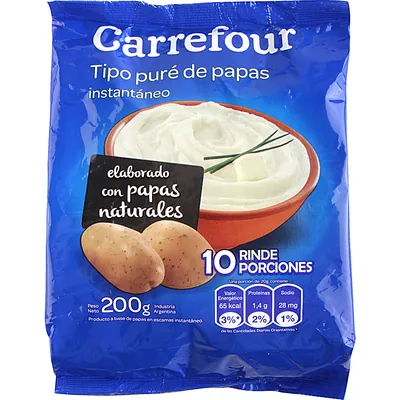 Carrefour
Tipo puré de papas
instantáneo
elaborado
con papas
naturales
10 RINDE
PORCIONES
Una porción de 20g contiene
Valor
Energético
65 kcal
3%*
Proteínas
1,4 g
2%
Sodio
28 mg
1%
de las Cantidades Diarias Orientativas
Peso
Neto
200g
Industria
Argentina
Producto a base de papas en escamas instantáneo